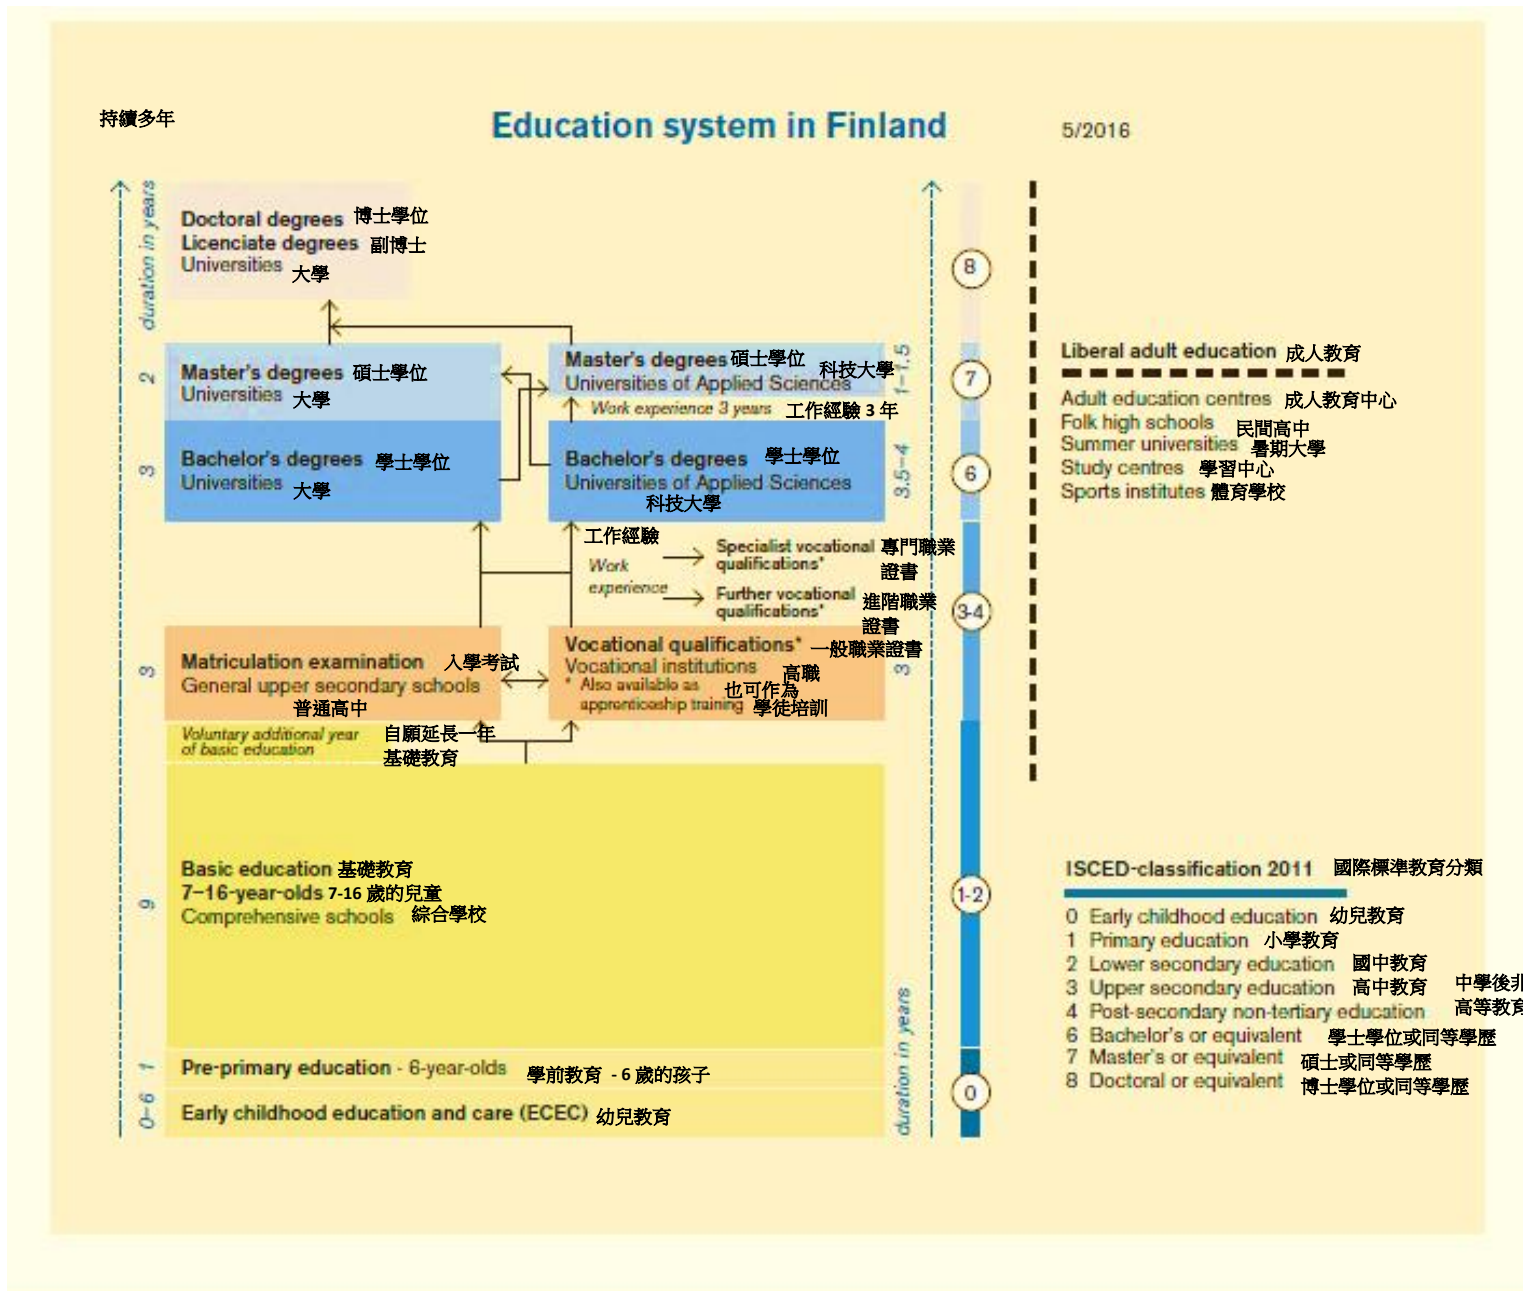 持續多年
Education system in Finland
5/2016
duration in years
Doctoral degrees 博士學位
Licenciate degrees 副博士
Universities 大學
8
2
Master's degrees 碩士學位
Universities 大學
Master's degrees 碩士學位
Universities of Applied Sciences 科技大學
1–1.5
7
Work experience 3 years 工作經驗 3 年
3
Bachelor's degrees 學士學位
Universities 大學
Bachelor's degrees 學士學位
Universities of Applied Sciences
科技大學
3.5–4
6
工作經驗
Work
experience
Specialist vocational 專門職業
qualifications* 證書
Further vocational 進階職業
qualifications* 證書
3-4
3
Matriculation examination 入學考試
General upper secondary schools
普通高中
Vocational qualifications* 一般職業證書
Vocational institutions 高職
* Also available as 也可作為
apprenticeship training 學徒培訓
3
Voluntary additional year 自願延長一年
of basic education 基礎教育
9
Basic education 基礎教育
7–16-year-olds 7-16 歲的兒童
Comprehensive schools 綜合學校
1-2
1
Pre-primary education - 6-year-olds 學前教育 - 6 歲的孩子
0–6
Early childhood education and care (ECEC) 幼兒教育
duration in years
0
Liberal adult education 成人教育
Adult education centres 成人教育中心
Folk high schools 民間高中
Summer universities 暑期大學
Study centres 學習中心
Sports institutes 體育學校
ISCED-classification 2011 國際標準教育分類
0 Early childhood education 幼兒教育
1 Primary education 小學教育
2 Lower secondary education 國中教育
3 Upper secondary education 高中教育
4 Post-secondary non-tertiary education 中學後非
高等教育
6 Bachelor's or equivalent 學士學位或同等學歷
7 Master's or equivalent 碩士或同等學歷
8 Doctoral or equivalent 博士學位或同等學歷